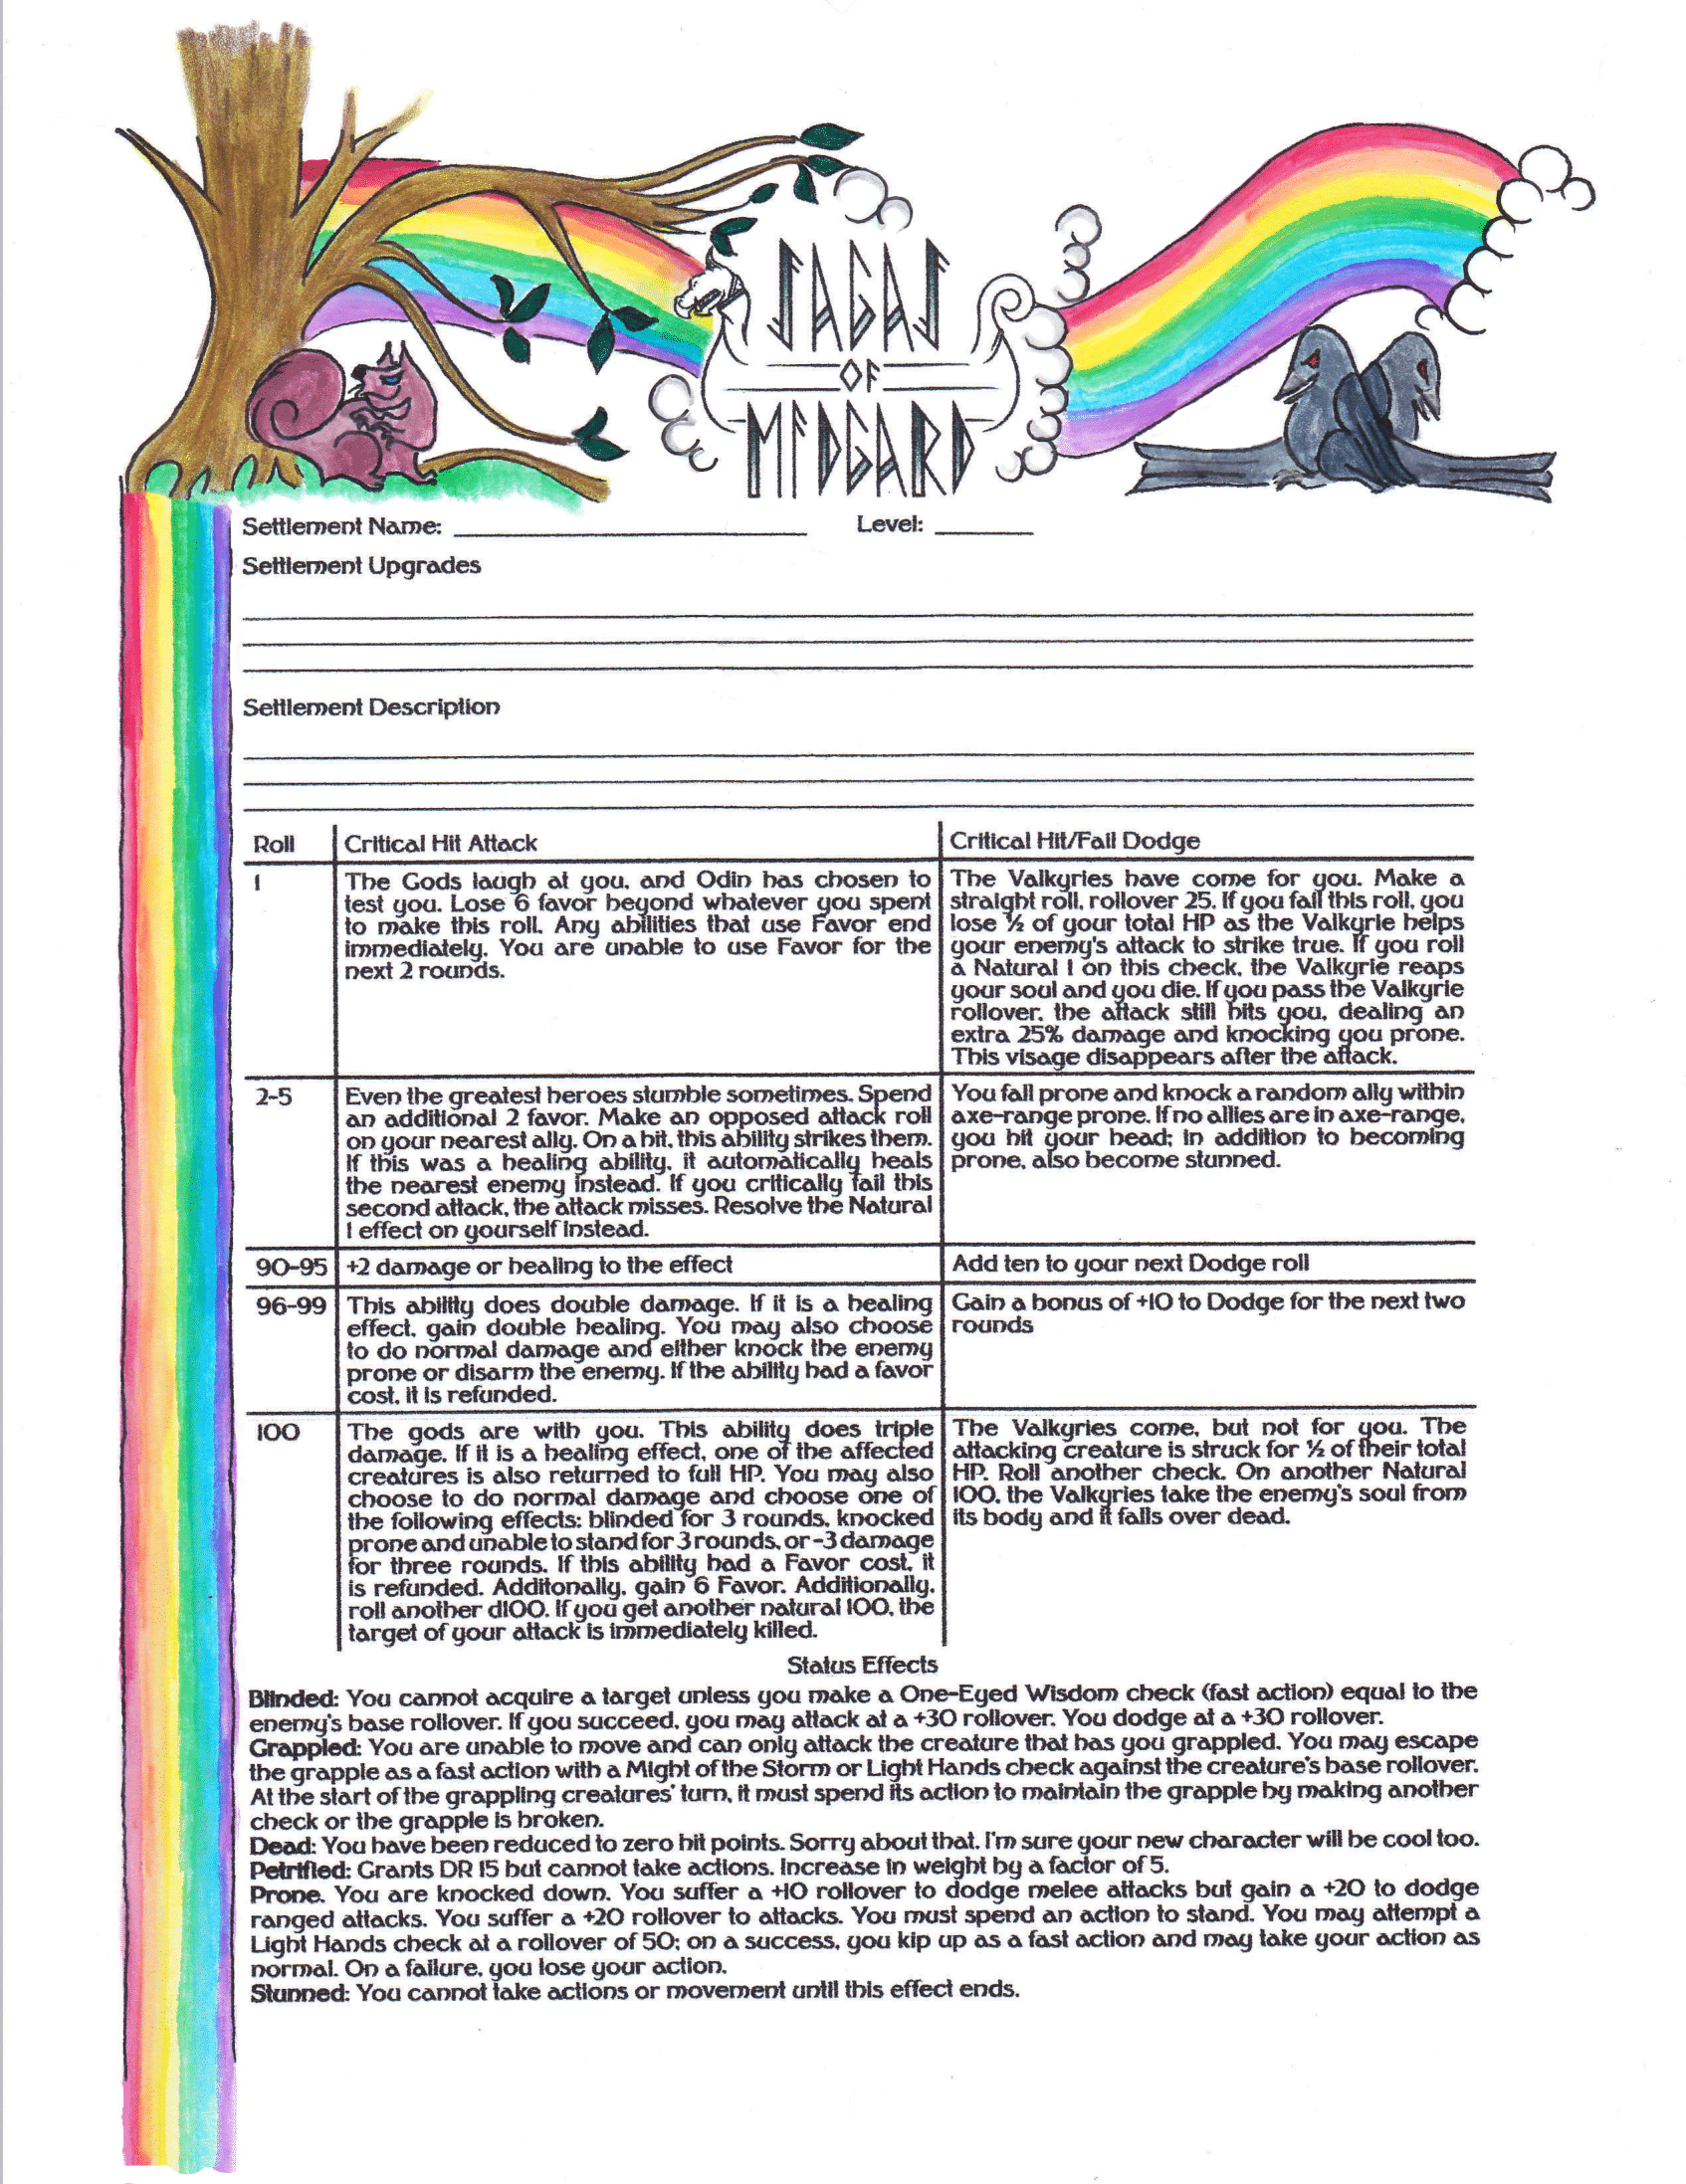 SAGAS
OF
MIDGARD
Settlement Name: ____________ Level: ______
Settlement Upgrades
Settlement Description
Roll
Critical Hit Attack
Critical Hit/Fail Dodge
1
The Gods laugh at you, and Odin has chosen to
test you. Lose 6 favor beyond whatever you spent
to make this roll. Any abilities that use Favor end
immediately. You are unable to use Favor for the
next 2 rounds.
The Valkyries have come for you. Make a
straight roll, rollover 25. If you fail this roll, you
lose ½ of your total HP as the Valkyrie helps
your enemy's attack to strike true. If you roll
a Natural 1 on this check, the Valkyrie reaps
your soul and you die. If you pass the Valkyrie
rollover, the attack still hits you, dealing an
extra 25% damage and knocking you prone.
This visage disappears after the attack.
2-5
Even the greatest heroes stumble sometimes. Spend
an additional 2 favor. Make an opposed attack roll
on your nearest ally. On a hit, this ability strikes them.
If this was a healing ability, it automatically heals
the nearest enemy instead. If you critically fail this
second attack, the attack misses. Resolve the Natural
1 effect on yourself instead.
You fall prone and knock a random ally within
axe-range prone. If no allies are in axe-range,
you hit your head; in addition to becoming
prone, also become stunned.
90-95
+2 damage or healing to the effect
Add ten to your next Dodge roll
96-99
This ability does double damage. If it is a healing
effect, gain double healing. You may also choose
to do normal damage and either knock the enemy
prone or disarm the enemy. If the ability had a favor
cost, it is refunded.
Gain a bonus of +10 to Dodge for the next two
rounds
100
The gods are with you. This ability does triple
damage. If it is a healing effect, one of the affected
creatures is also returned to full HP. You may also
choose to do normal damage and choose one of
the following effects: blinded for 3 rounds, knocked
prone and unable to stand for 3 rounds, or -3 damage
for three rounds. If this ability had a Favor cost, it
is refunded. Additonally, gain 6 Favor. Additionally,
roll another d100. If you get another natural 100, the
target of your attack is immediately killed.
The Valkyries come, but not for you. The
attacking creature is struck for ½ of their total
HP. Roll another check. On another Natural
100, the Valkyries take the enemy's soul from
its body and it falls over dead.
Status Effects
Blinded: You cannot acquire a target unless you make a One-Eyed Wisdom check (fast action) equal to the
enemy's base rollover. If you succeed, you may attack at a +30 rollover. You dodge at a +30 rollover.
Grappled: You are unable to move and can only attack the creature that has you grappled. You may escape
the grapple as a fast action with a Might of the Storm or Light Hands check against the creature's base rollover.
At the start of the grappling creatures' turn, it must spend its action to maintain the grapple by making another
check or the grapple is broken.
Dead: You have been reduced to zero hit points. Sorry about that. I'm sure your new character will be cool too.
Petrified: Grants DR 15 but cannot take actions. Increase in weight by a factor of 5.
Prone. You are knocked down. You suffer a +10 rollover to dodge melee attacks but gain a +20 to dodge
ranged attacks. You suffer a +20 rollover to attacks. You must spend an action to stand. You may attempt a
Light Hands check at a rollover of 50; on a success, you kip up as a fast action and may take your action as
normal. On a failure, you lose your action.
Stunned: You cannot take actions or movement until this effect ends.